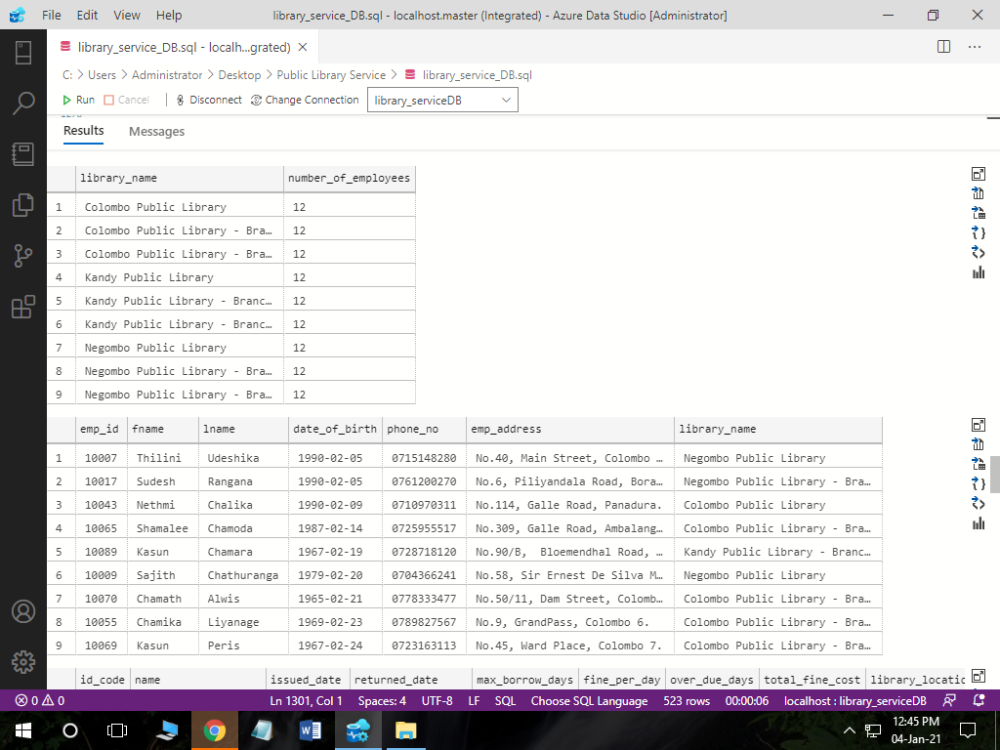 File Edit View Help library_service_DB.sql - localhost.master (Integrated) - Azure Data Studio [Administrator]
library_service_DB.sql - localh...grated)
C: > Users > Administrator > Desktop > Public Library Service > library_service_DB.sql
Run Cancel Disconnect Change Connection library_serviceDB
Results Messages
library_name number_of_employees
1 Colombo Public Library 12
2 Colombo Public Library - Bra… 12
3 Colombo Public Library - Bra… 12
4 Kandy Public Library 12
5 Kandy Public Library - Branc… 12
6 Kandy Public Library - Branc… 12
7 Negombo Public Library 12
8 Negombo Public Library - Bra… 12
9 Negombo Public Library - Bra… 12
emp_id fname lname date_of_birth phone_no emp_address library_name
1 10007 Thilini Udeshika 1990-02-05 0715148280 No.40, Main Street, Colombo … Negombo Public Library
2 10017 Sudesh Rangana 1990-02-05 0761200270 No.6, Piliyandala Road, Bora… Negombo Public Library - Bra…
3 10043 Nethmi Chalika 1990-02-09 0710970311 No.114, Galle Road, Panadura. Colombo Public Library
4 10065 Shamalee Chamoda 1987-02-14 0725955517 No.309, Galle Road, Ambalang… Colombo Public Library - Bra…
5 10089 Kasun Chamara 1967-02-19 0728718120 No.90/B, Bloemendhal Road, … Kandy Public Library - Branc…
6 10009 Sajith Chathuranga 1979-02-20 0704366241 No.58, Sir Ernest De Silva M… Negombo Public Library
7 10070 Chamath Alwis 1965-02-21 0778333477 No.50/11, Dam Street, Colomb… Colombo Public Library - Bra…
8 10055 Chamika Liyanage 1969-02-23 0789827567 No.9, GrandPass, Colombo 6. Colombo Public Library - Bra…
9 10069 Kasun Peris 1967-02-24 0723163113 No.45, Ward Place, Colombo 7. Colombo Public Library - Bra…
id_code name issued_date returned_date max_borrow_days fine_per_day over_due_days total_fine_cost library_locatic
0 0 Ln 1301, Col 1 Spaces: 4 UTF-8 LF SQL Choose SQL Language 523 rows 00:00:06 localhost : library_serviceDB
12:45 PM
04-Jan-21